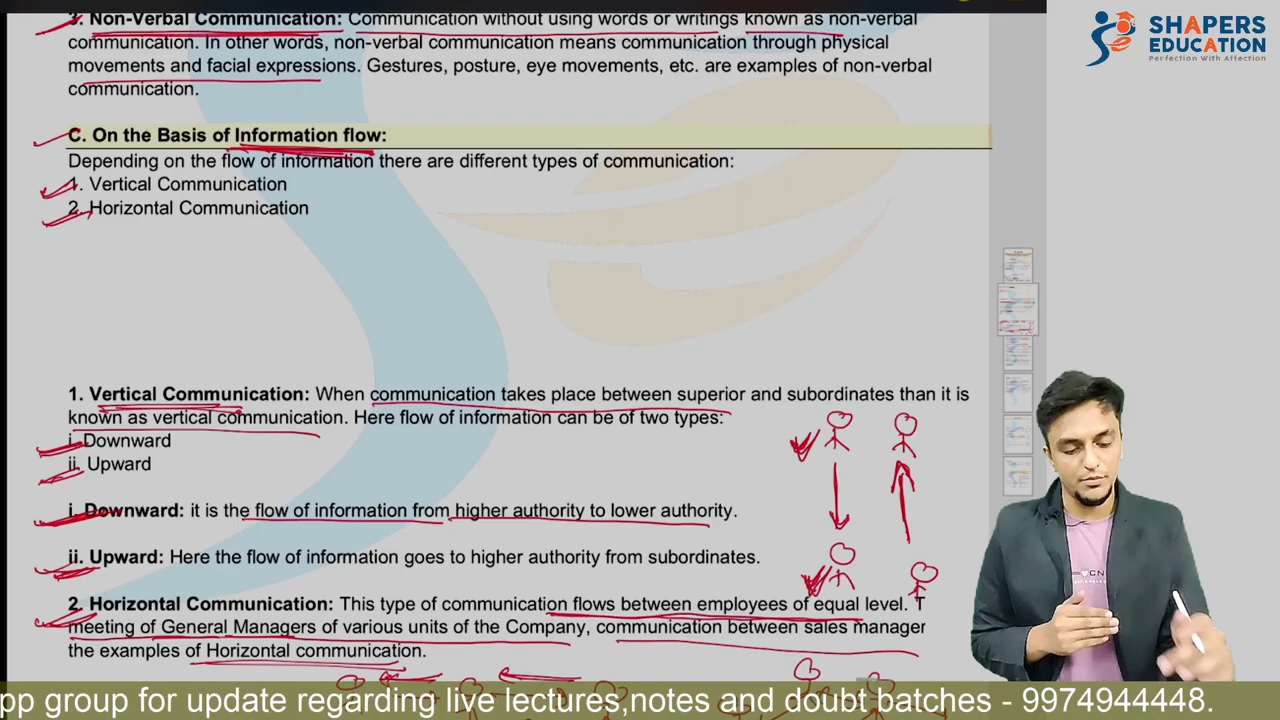 3. Non-Verbal Communication: Communication without using words or writings known as non-verbal
communication. In other words, non-verbal communication means communication through physical
movements and facial expressions. Gestures, posture, eye movements, etc. are examples of non-verbal
communication.
SHAPERS
EDUCATION
Perfection With Affection
C. On the Basis of Information flow:
Depending on the flow of information there are different types of communication:
1. Vertical Communication
2. Horizontal Communication
1. Vertical Communication: When communication takes place between superior and subordinates than it is
known as vertical communication. Here flow of information can be of two types:
i. Downward
ii. Upward
i. Downward: it is the flow of information from higher authority to lower authority.
ii. Upward: Here the flow of information goes to higher authority from subordinates.
2. Horizontal Communication: This type of communication flows between employees of equal level. T
meeting of General Managers of various units of the Company, communication between sales manager
the examples of Horizontal communication.
pp group for update regarding live lectures,notes and doubt batches - 9974944448.